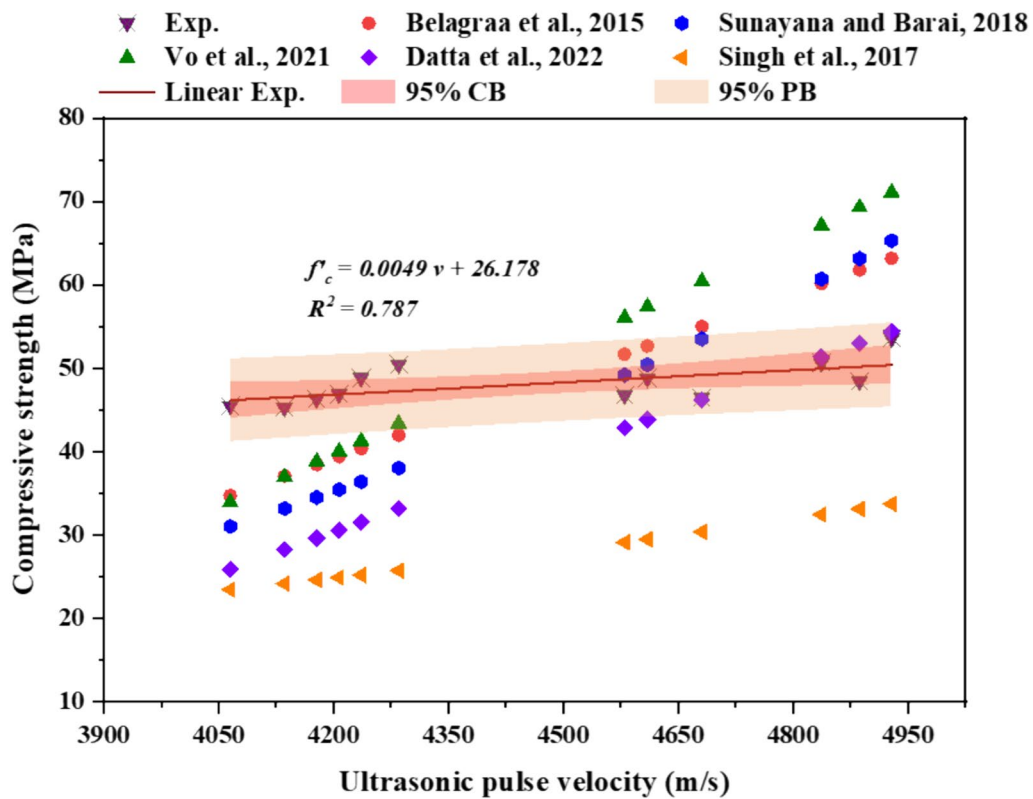 Exp. Belagraa et al., 2015 Sunayana and Barai, 2018
Vo et al., 2021 Datta et al., 2022 Singh et al., 2017
Linear Exp. 95% CB 95% PB
80
70
60
50
40
30
20
10
Compressive strength (MPa)
f'c = 0.0049 v + 26.178
R² = 0.787
3900 4050 4200 4350 4500 4650 4800 4950
Ultrasonic pulse velocity (m/s)